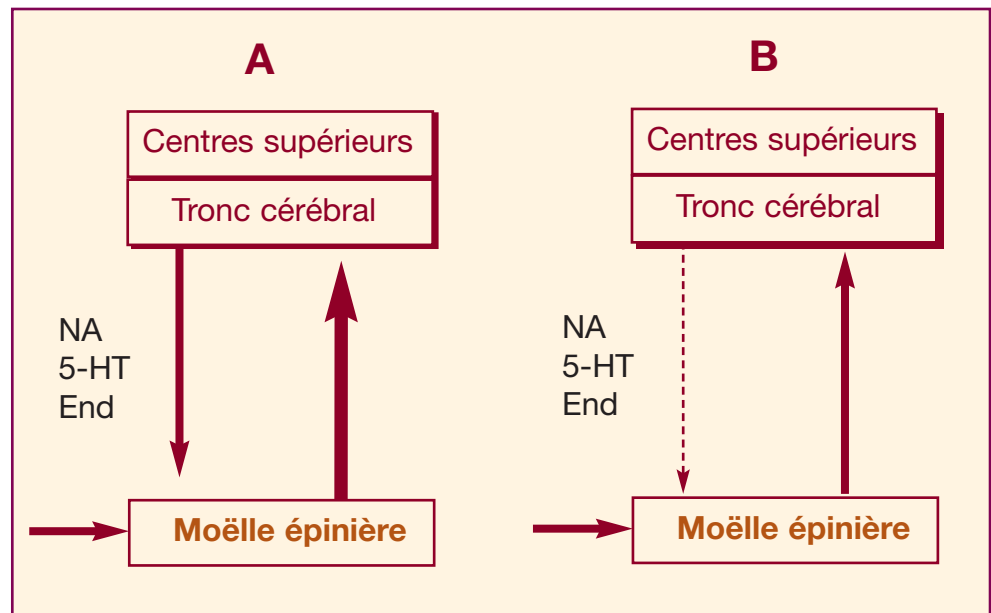 A
Centres supérieurs
Tronc cérébral
NA
5-HT
End
Moëlle épinière
B
Centres supérieurs
Tronc cérébral
NA
5-HT
End
Moëlle épinière